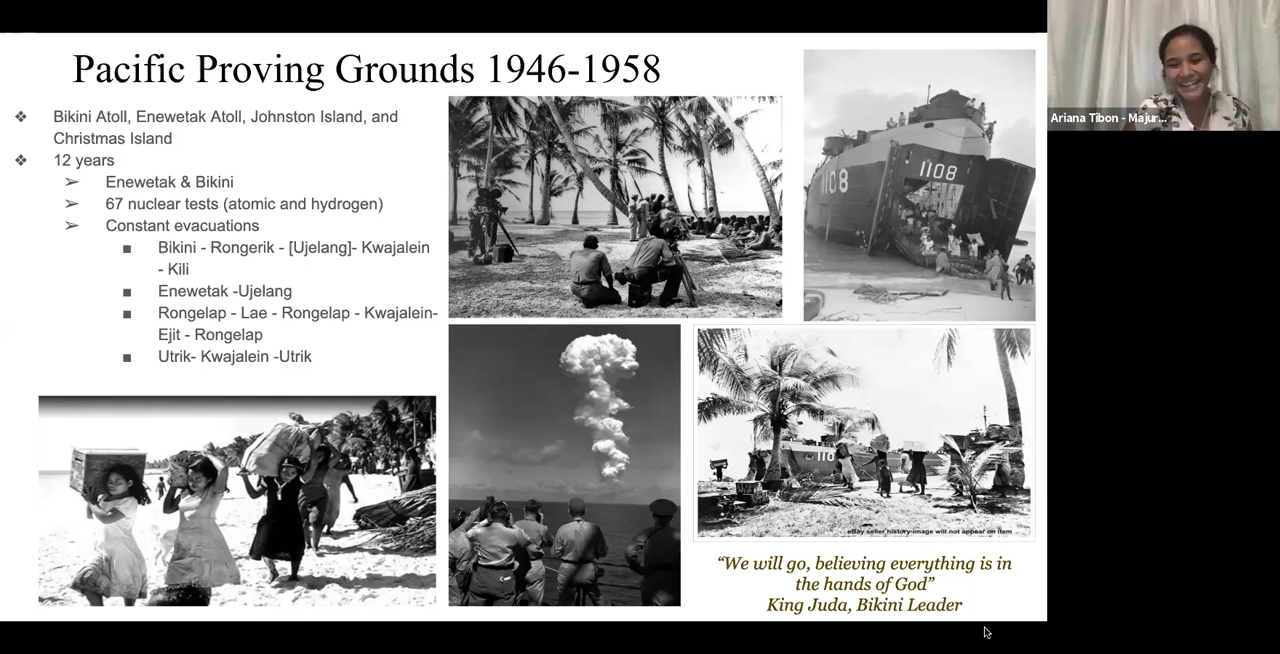 Pacific Proving Grounds 1946-1958
❖ Bikini Atoll, Enewetak Atoll, Johnston Island, and
Christmas Island
❖ 12 years
➢ Enewetak & Bikini
➢ 67 nuclear tests (atomic and hydrogen)
➢ Constant evacuations
■ Bikini - Rongerik - [Ujelang]- Kwajalein
- Kili
■ Enewetak -Ujelang
■ Rongelap - Lae - Rongelap - Kwajalein-
Ejit - Rongelap
■ Utrik- Kwajalein -Utrik
1108
1108
110
eBay seller history-image will not appear on item
“We will go, believing everything is in
the hands of God”
King Juda, Bikini Leader
Ariana Tibon - Majur...